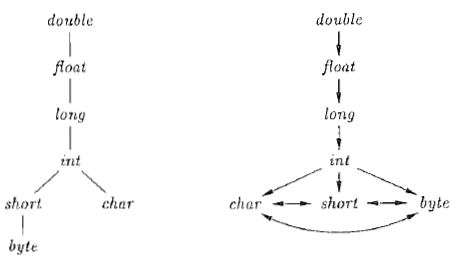 double double
float float
long long
int int
short char char short byte
byte